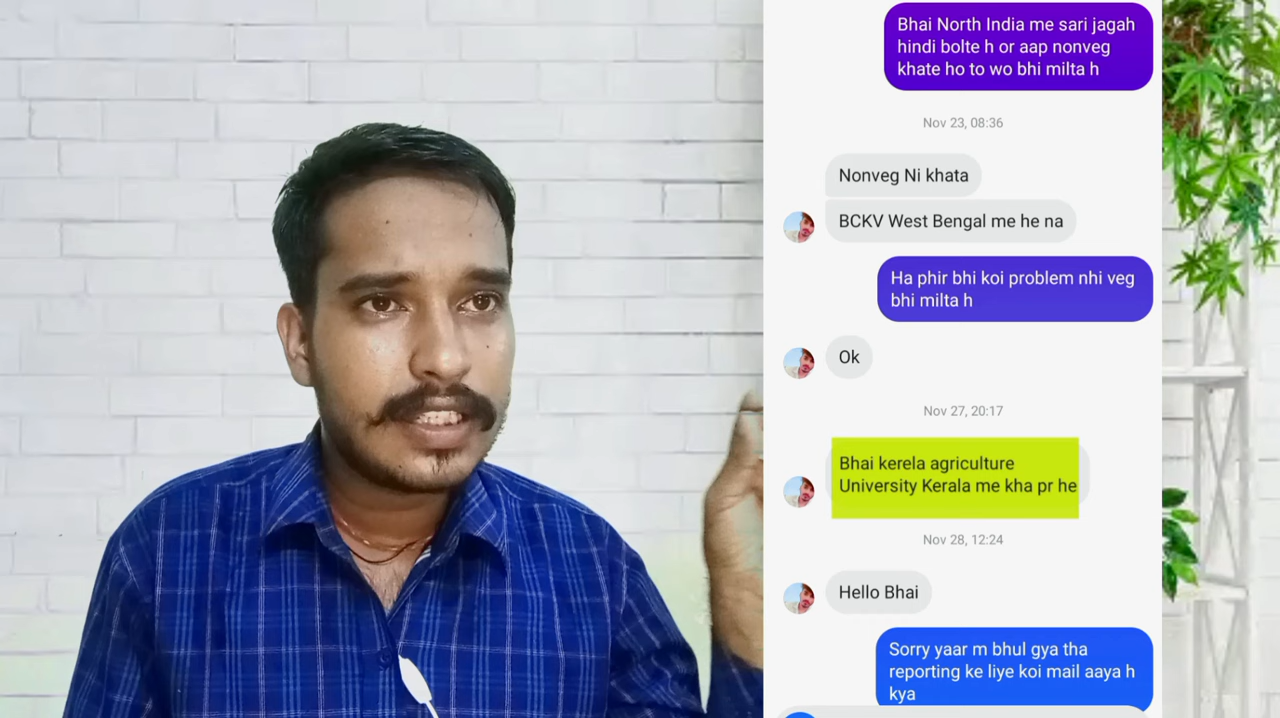 Bhai North India me sari jagah
hindi bolte h or aap nonveg
khate ho to wo bhi milta h
Nov 23, 08:36
Nonveg Ni khata
BCKV West Bengal me he na
Ha phir bhi koi problem nhi veg
bhi milta h
Ok
Nov 27, 20:17
Bhai kerela agriculture
University Kerala me kha pr he
Nov 28, 12:24
Hello Bhai
Sorry yaar m bhul gya tha
reporting ke liye koi mail aaya h
kya